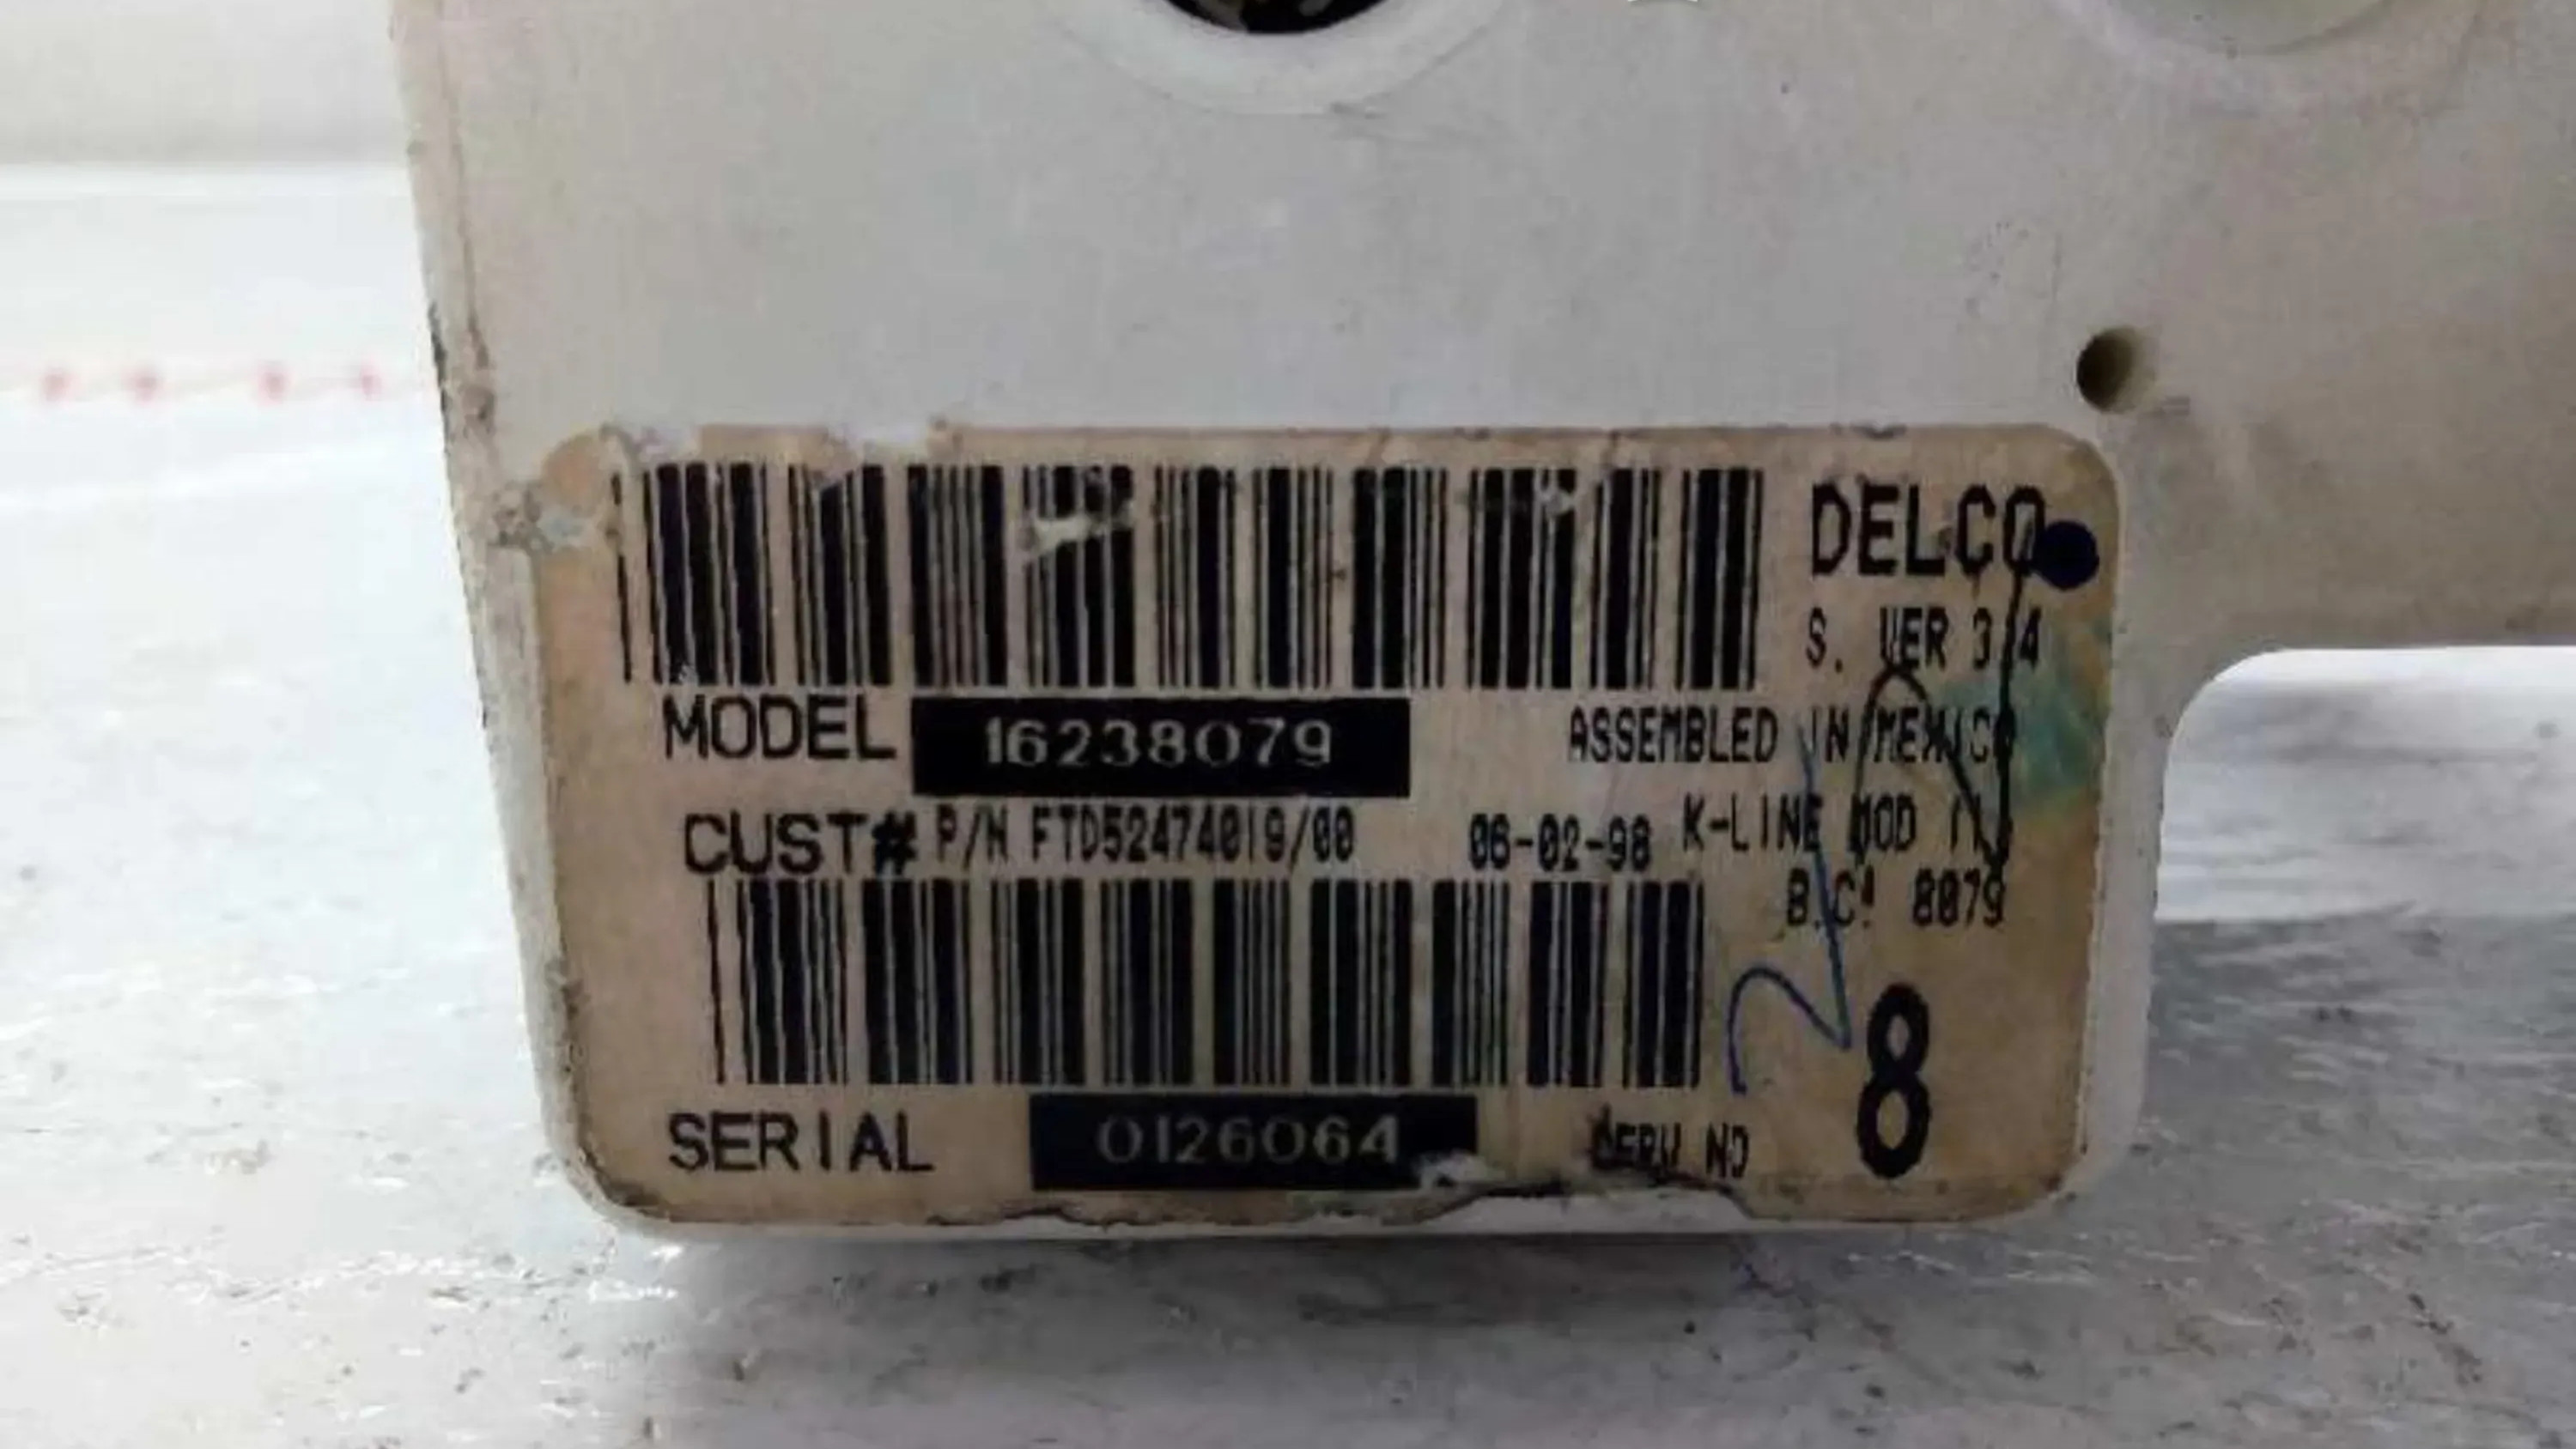 DELCO
S. VER 3.4
MODEL 16238079
ASSEMBLED IN MEXICO
CUST# P/N FTD52474019/00 06-02-98 K-LINE MOD
B.C. 8079
8
SERIAL 0126064 NO